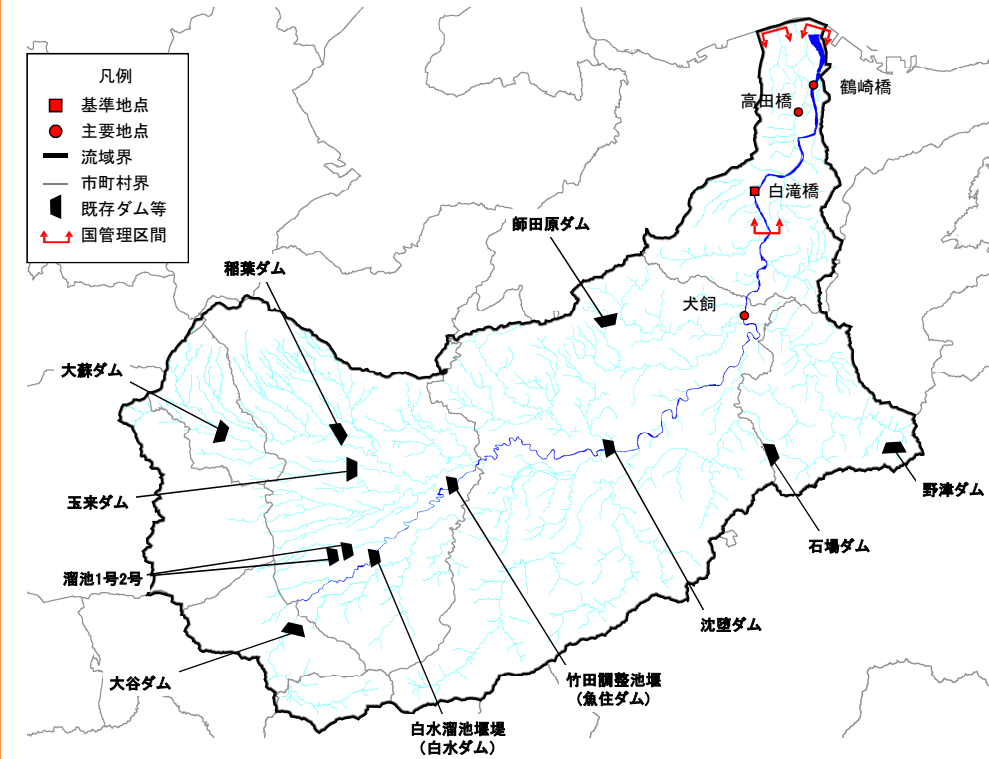 凡例
基準地点
主要地点
流域界
市町村界
既存ダム等
国管理区間
鶴崎橋
高田橋
白滝橋
師田原ダム
稲葉ダム
犬飼
大蘇ダム
玉来ダム
野津ダム
石場ダム
溜池1号2号
沈堕ダム
大谷ダム
竹田調整池堰
(魚住ダム)
白水溜池堰堤
(白水ダム)